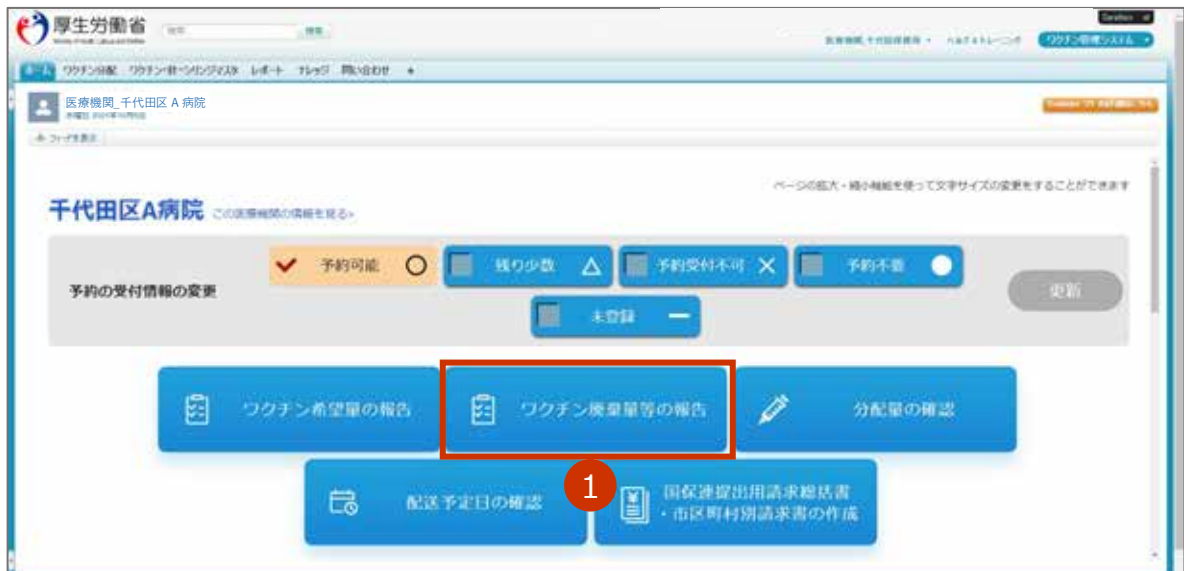 厚生労働省
検索 検索
ワクチン管理システム
ホーム ワクチン分配 レポート ナレッジ 問い合わせ +
医療機関_千代田区 A 病院
フィードを表示
ページの拡大・縮小機能を使って文字サイズの変更をすることができます
千代田区A病院 この医療機関の情報を見る>
予約の受付情報の変更
予約可能 残り少数 予約受付不可 予約不要
更新
未登録
ワクチン希望量の報告 ワクチン廃棄量等の報告 分配量の確認
1
配送予定日の確認 国保連提出用請求総括書
・市区町村別請求書の作成